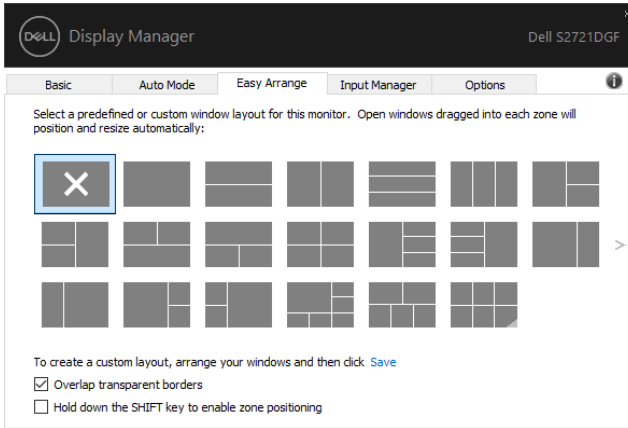 DELL Display Manager
Dell S2721DGF
Basic Auto Mode Easy Arrange Input Manager Options
Select a predefined or custom window layout for this monitor. Open windows dragged into each zone will
position and resize automatically:
To create a custom layout, arrange your windows and then click Save
Overlap transparent borders
Hold down the SHIFT key to enable zone positioning